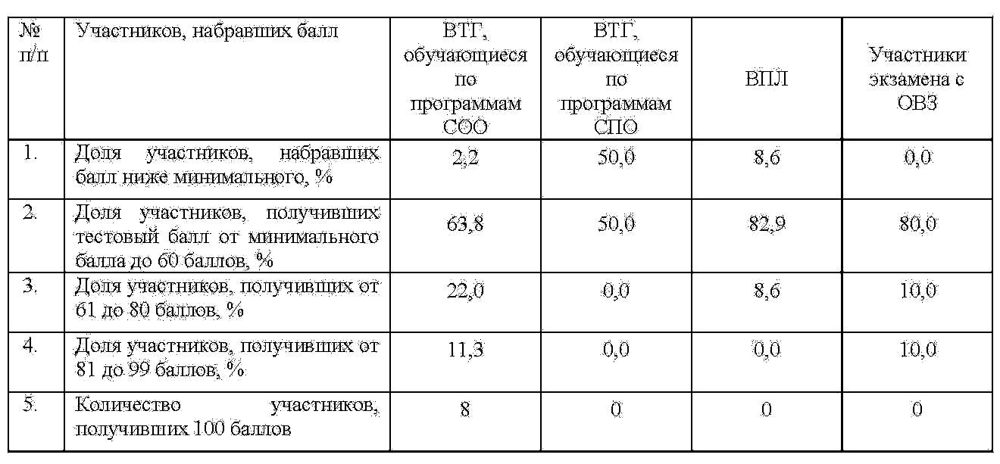 № п/п
Участников, набравших балл
ВТГ, обучающиеся по программам СОО
ВТГ, обучающиеся по программам СПО
ВПЛ
Участники экзамена с ОВЗ
1.
Доля участников, набравших
балл ниже минимального, %
2,2
50,0
8,6
0,0
2.
Доля участников, получивших
тестовый балл от минимального
балла до 60 баллов, %
63,8
50,0
82,9
80,0
3.
Доля участников, получивших от
61 до 80 баллов, %
22,0
0,0
8,6
10,0
4.
Доля участников, получивших от
81 до 99 баллов, %
11,3
0,0
0,0
10,0
5.
Количество участников,
получивших 100 баллов
8
0
0
0